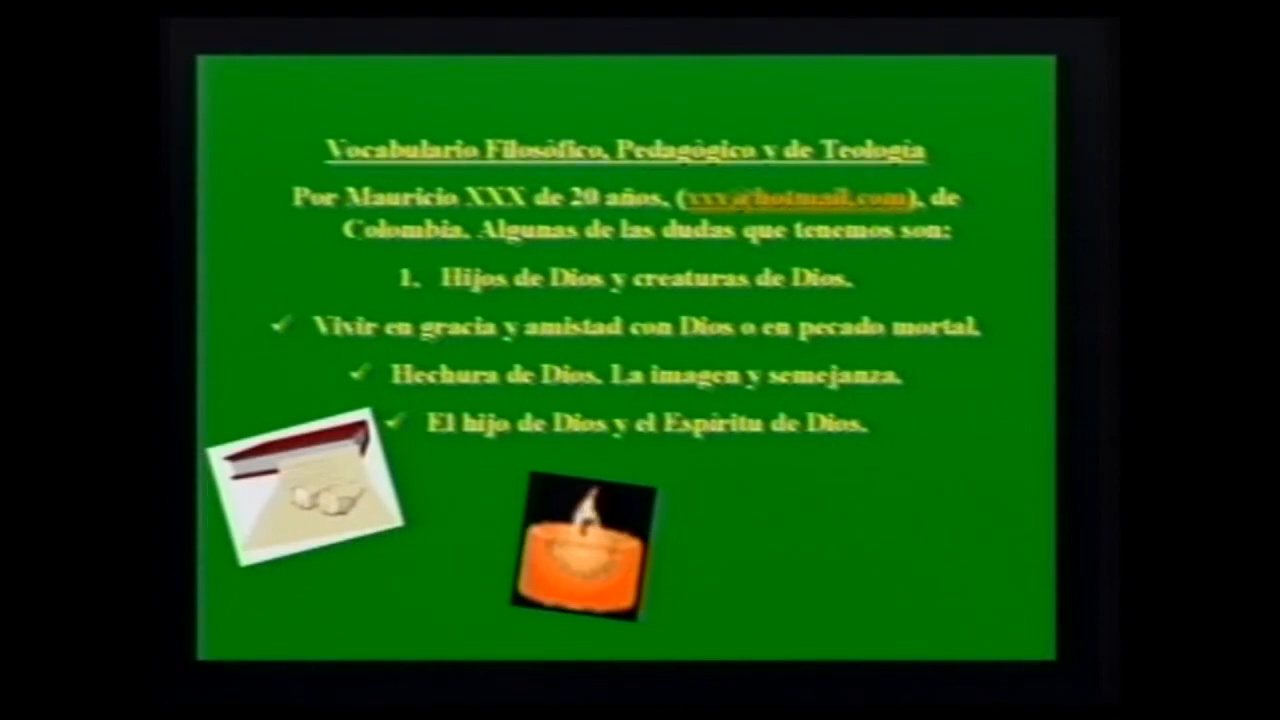 Vocabulario Filosófico, Pedagógico y de Teología
Por Mauricio XXX de 20 años, (xxx@hotmail.com), de
Colombia. Algunas de las dudas que tenemos son:
1. Hijos de Dios y creaturas de Dios.
✓ Vivir en gracia y amistad con Dios o en pecado mortal.
✓ Hechura de Dios. La imagen y semejanza.
✓ El hijo de Dios y el Espíritu de Dios.